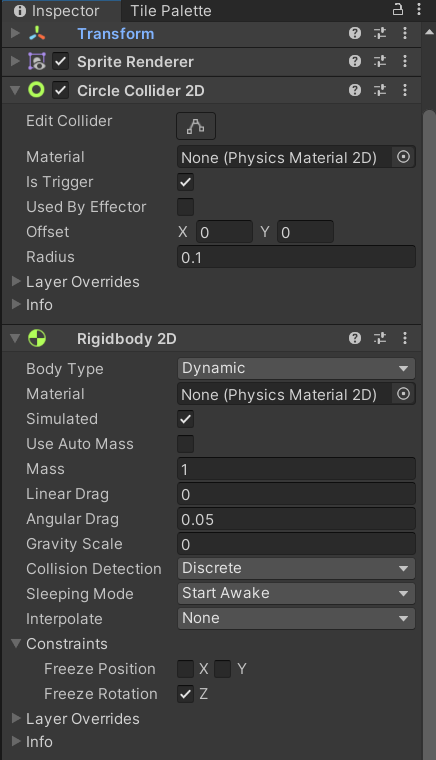 Inspector Tile Palette
Transform
Sprite Renderer
Circle Collider 2D
Edit Collider
Material None (Physics Material 2D)
Is Trigger
Used By Effector
Offset X 0 Y 0
Radius 0.1
Layer Overrides
Info
Rigidbody 2D
Body Type Dynamic
Material None (Physics Material 2D)
Simulated
Use Auto Mass
Mass 1
Linear Drag 0
Angular Drag 0.05
Gravity Scale 0
Collision Detection Discrete
Sleeping Mode Start Awake
Interpolate None
Constraints
Freeze Position X Y
Freeze Rotation Z
Layer Overrides
Info